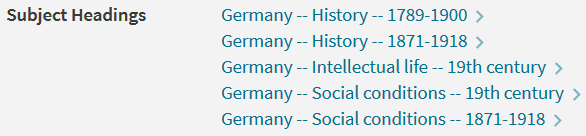 Subject Headings
Germany -- History -- 1789-1900
Germany -- History -- 1871-1918
Germany -- Intellectual life -- 19th century
Germany -- Social conditions -- 19th century
Germany -- Social conditions -- 1871-1918